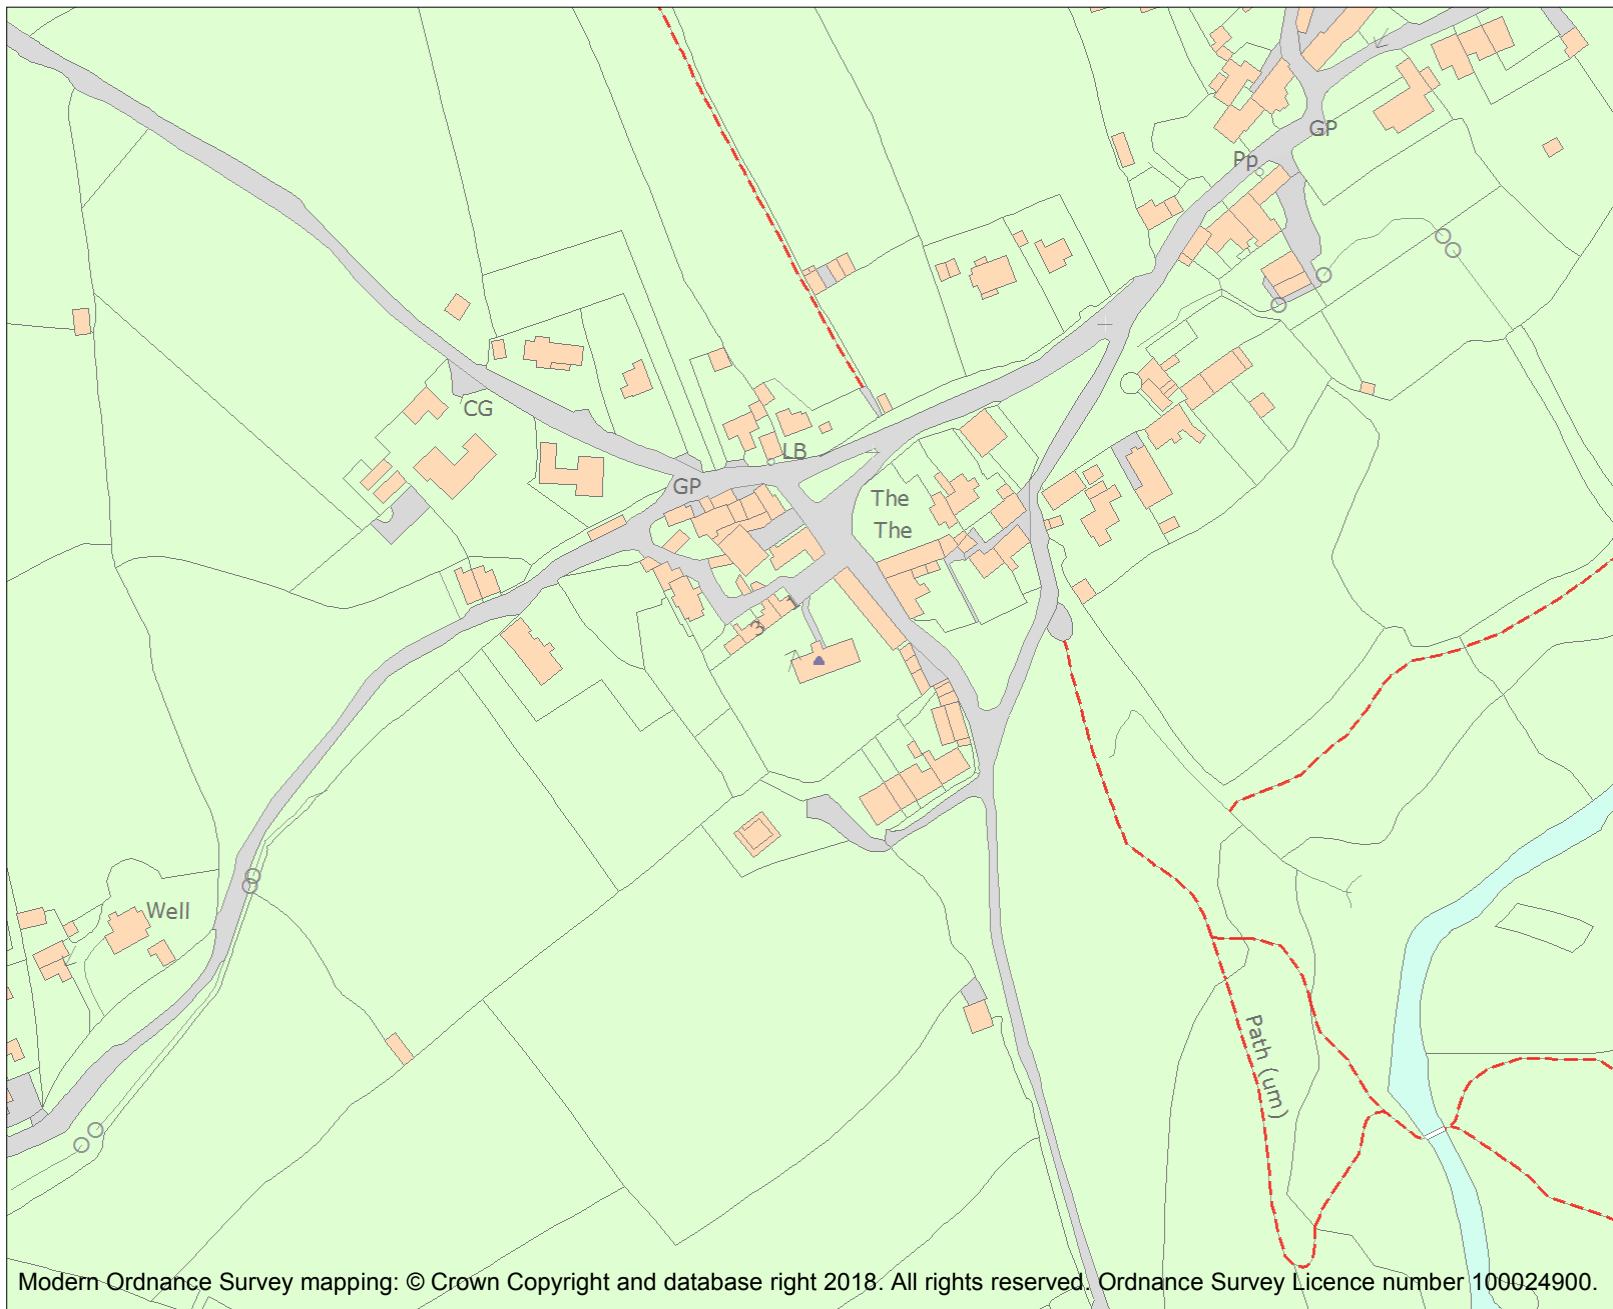 GP
Pp
CG
LB
GP
The
The
1
3
Well
Path (um)
Modern Ordnance Survey mapping: © Crown Copyright and database right 2018. All rights reserved. Ordnance Survey Licence number 100024900.